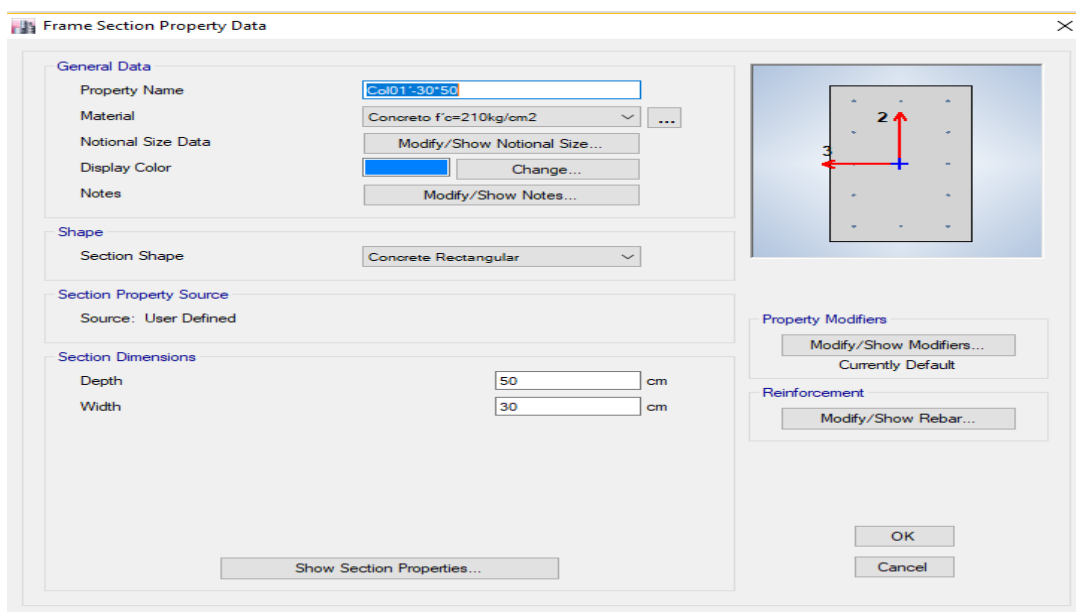 Frame Section Property Data
General Data
Property Name Col01´-30*50
Material Concreto f´c=210kg/cm2 ...
Notional Size Data Modify/Show Notional Size...
Display Color Change...
Notes Modify/Show Notes...
Shape
Section Shape Concrete Rectangular
Section Property Source
Source: User Defined
Section Dimensions
Depth 50 cm
Width 30 cm
Show Section Properties...
2
3
Property Modifiers
Modify/Show Modifiers...
Currently Default
Reinforcement
Modify/Show Rebar...
OK
Cancel